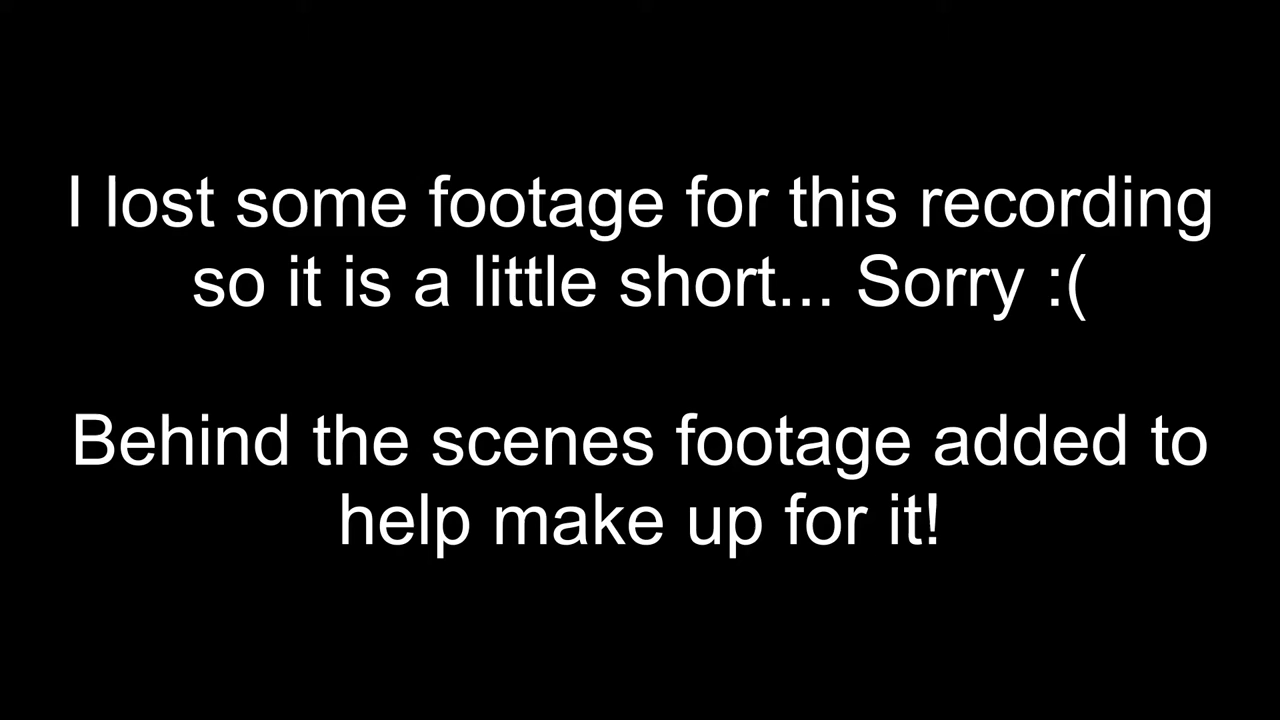 I lost some footage for this recording
so it is a little short... Sorry :(
Behind the scenes footage added to
help make up for it!